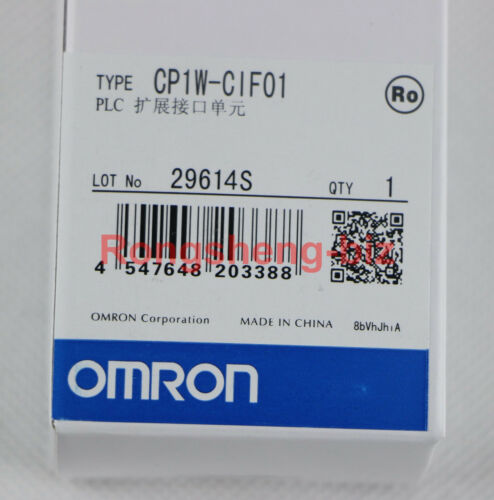 TYPE CP1W-CIF01
Ro
PLC 扩展接口单元
LOT No 29614S QTY 1
Rongsheng-biz
4 547648 203388
OMRON Corporation MADE IN CHINA 8bVhJhiA
OMRON